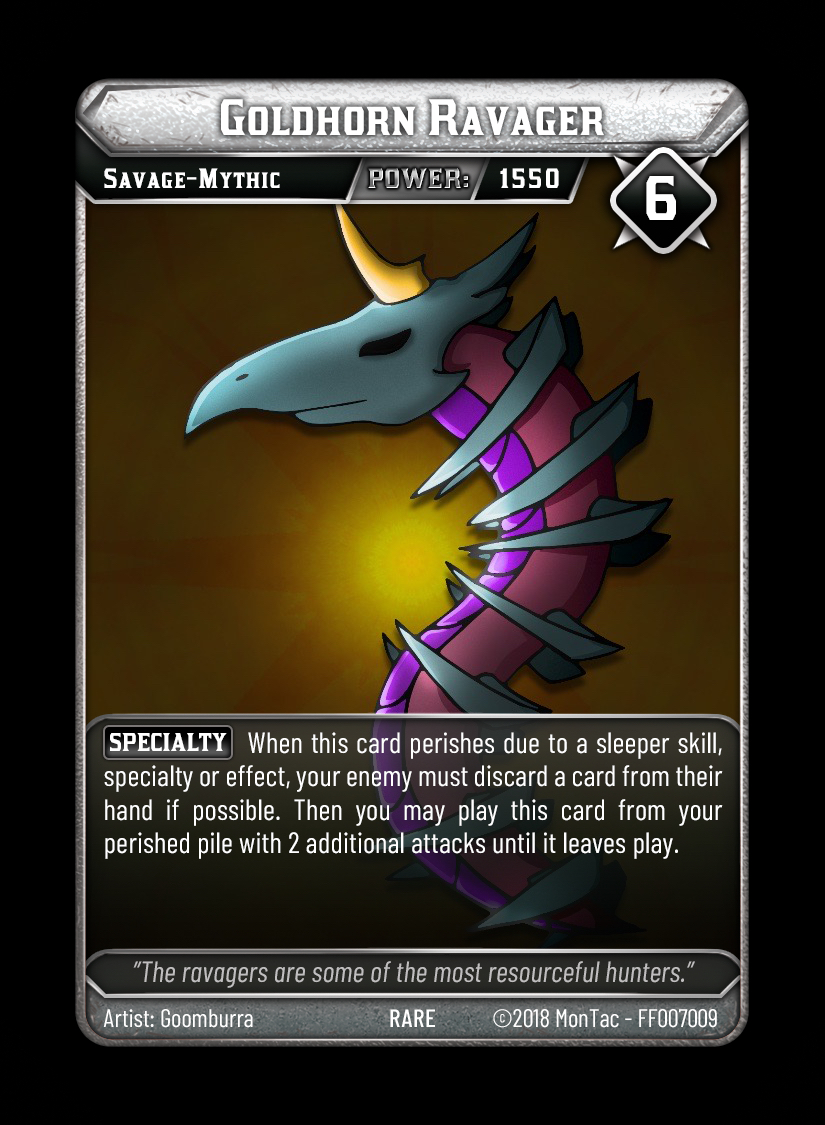 Goldhorn Ravager
Savage-Mythic POWER: 1550
6
SPECIALTY When this card perishes due to a sleeper skill,
specialty or effect, your enemy must discard a card from their
hand if possible. Then you may play this card from your
perished pile with 2 additional attacks until it leaves play.
"The ravagers are some of the most resourceful hunters."
Artist: Goomburra RARE ©2018 MonTac - FF007009